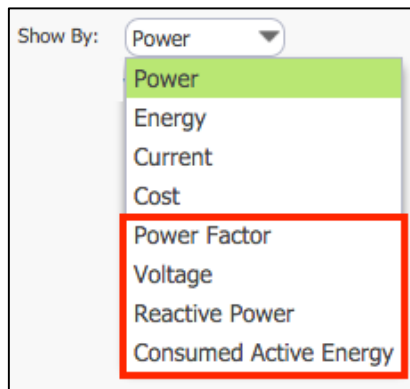 Show By: Power
Power
Energy
Current
Cost
Power Factor
Voltage
Reactive Power
Consumed Active Energy